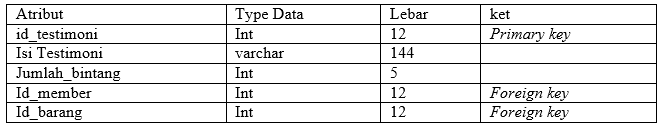 Atribut Type Data Lebar ket
id_testimoni Int 12 Primary key
Isi Testimoni varchar 144
Jumlah_bintang Int 5
Id_member Int 12 Foreign key
Id_barang Int 12 Foreign key